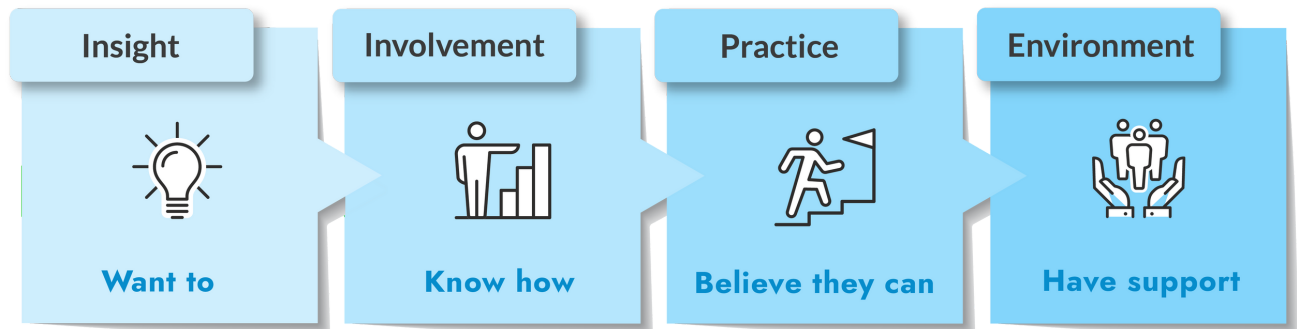 Insight
Want to
Involvement
Know how
Practice
Believe they can
Environment
Have support